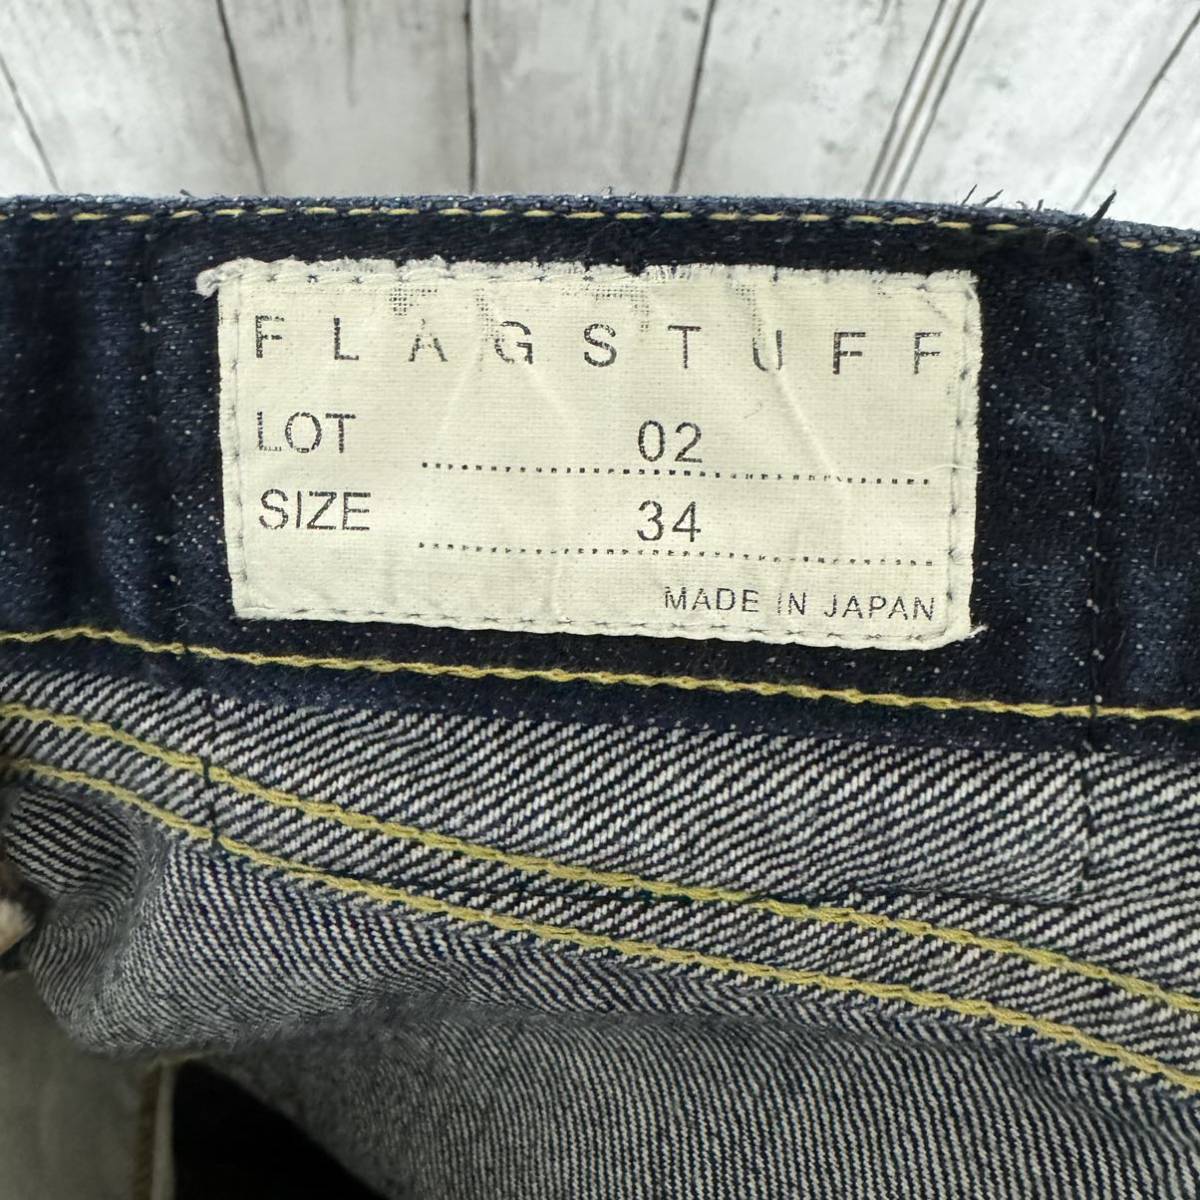 FLAGSTUFF
LOT 02
SIZE 34
MADE IN JAPAN